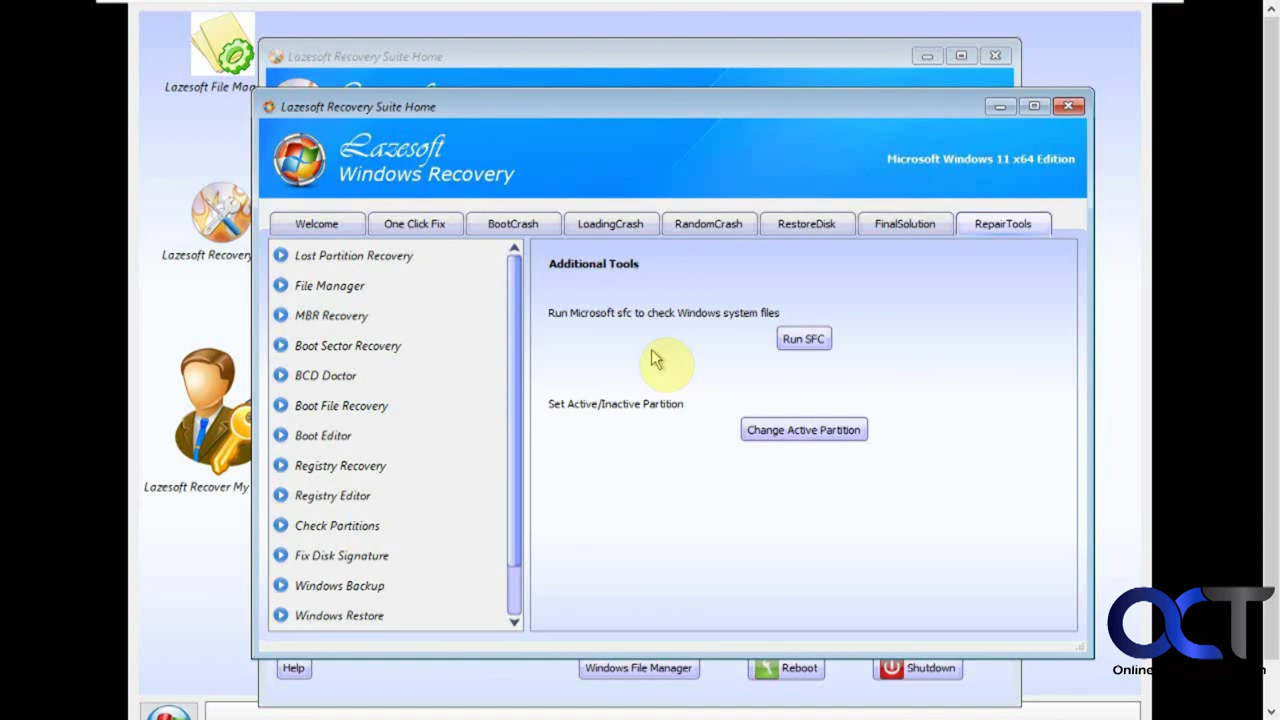 Lazesoft File Man
Lazesoft Recovery Suite Home
Lazesoft Recovery Suite Home
Lazesoft
Windows Recovery
Microsoft Windows 11 x64 Edition
Welcome
One Click Fix
BootCrash
LoadingCrash
RandomCrash
RestoreDisk
FinalSolution
RepairTools
Lazesoft Recovery
Lazesoft Recover My
Lost Partition Recovery
File Manager
MBR Recovery
Boot Sector Recovery
BCD Doctor
Boot File Recovery
Boot Editor
Registry Recovery
Registry Editor
Check Partitions
Fix Disk Signature
Windows Backup
Windows Restore
Additional Tools
Run Microsoft sfc to check Windows system files
Run SFC
Set Active/Inactive Partition
Change Active Partition
Help
Windows File Manager
Reboot
Shutdown
OCT